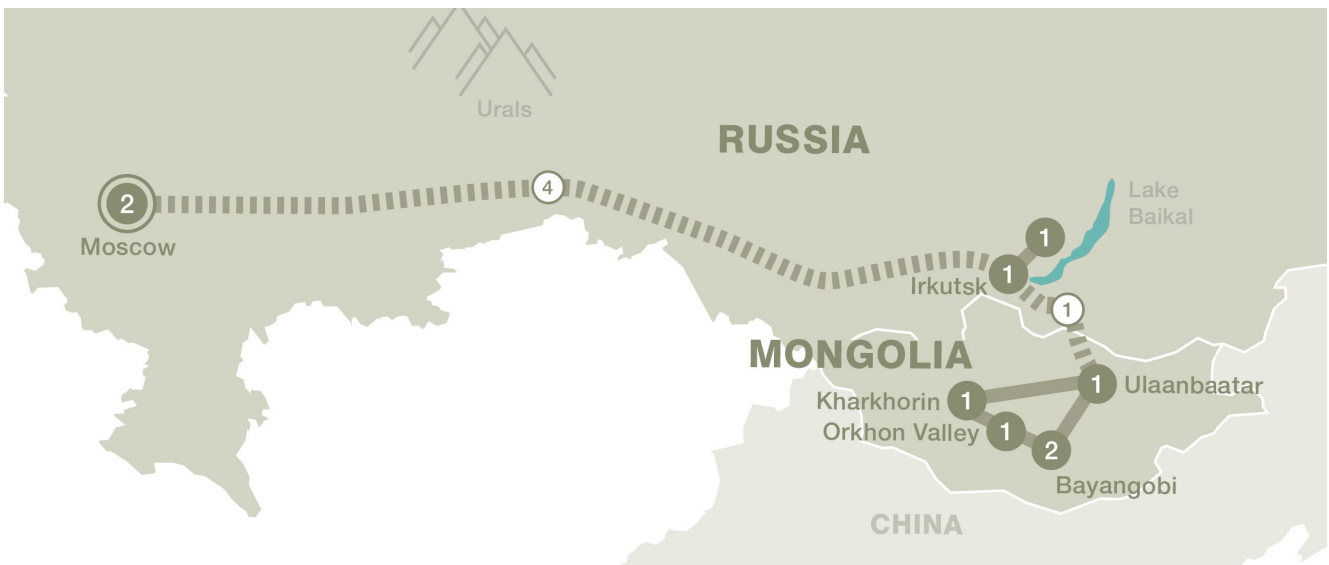 Urals
RUSSIA
4
2
Moscow
Lake
Baikal
1
1
Irkutsk
1
MONGOLIA
1
Ulaanbaatar
Kharkhorin
1
Orkhon Valley
1
2
Bayangobi
CHINA